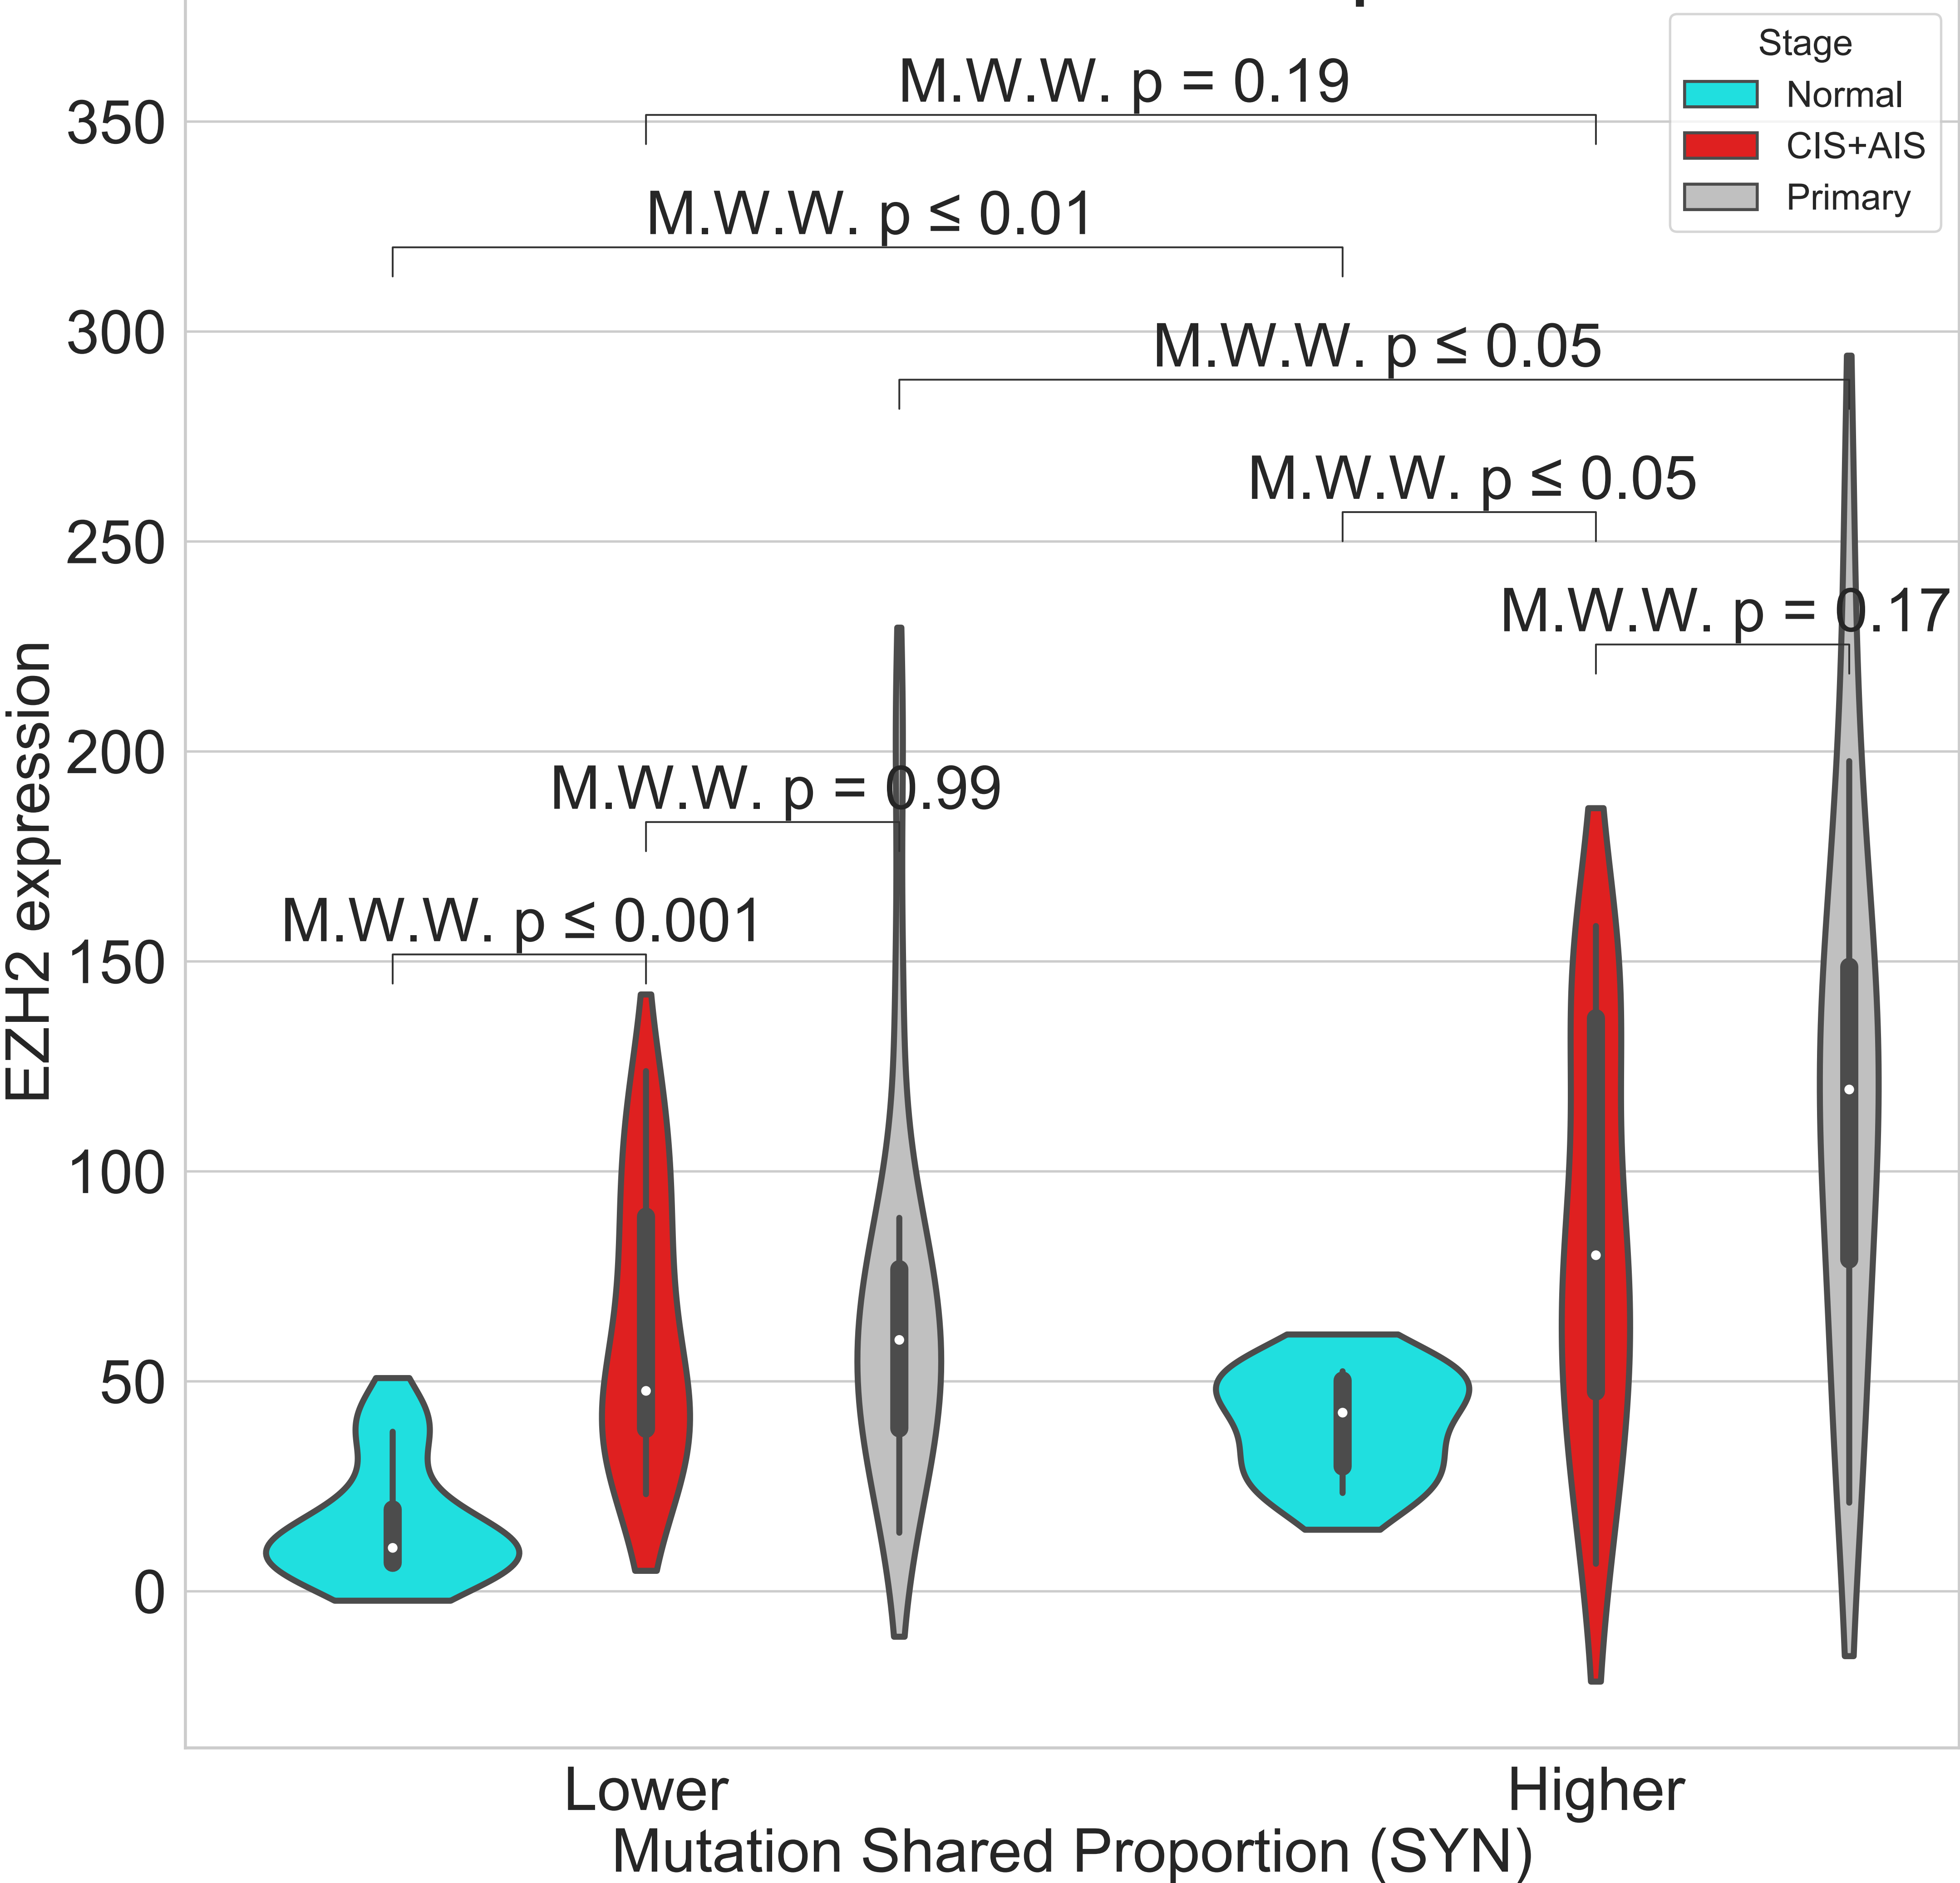 Stage
Normal
CIS+AIS
Primary
M.W.W. p = 0.19
M.W.W. p ≤ 0.01
M.W.W. p ≤ 0.05
M.W.W. p ≤ 0.05
M.W.W. p = 0.17
M.W.W. p = 0.99
M.W.W. p ≤ 0.001
EZH2 expression
350
300
250
200
150
100
50
0
Lower
Higher
Mutation Shared Proportion (SYN)